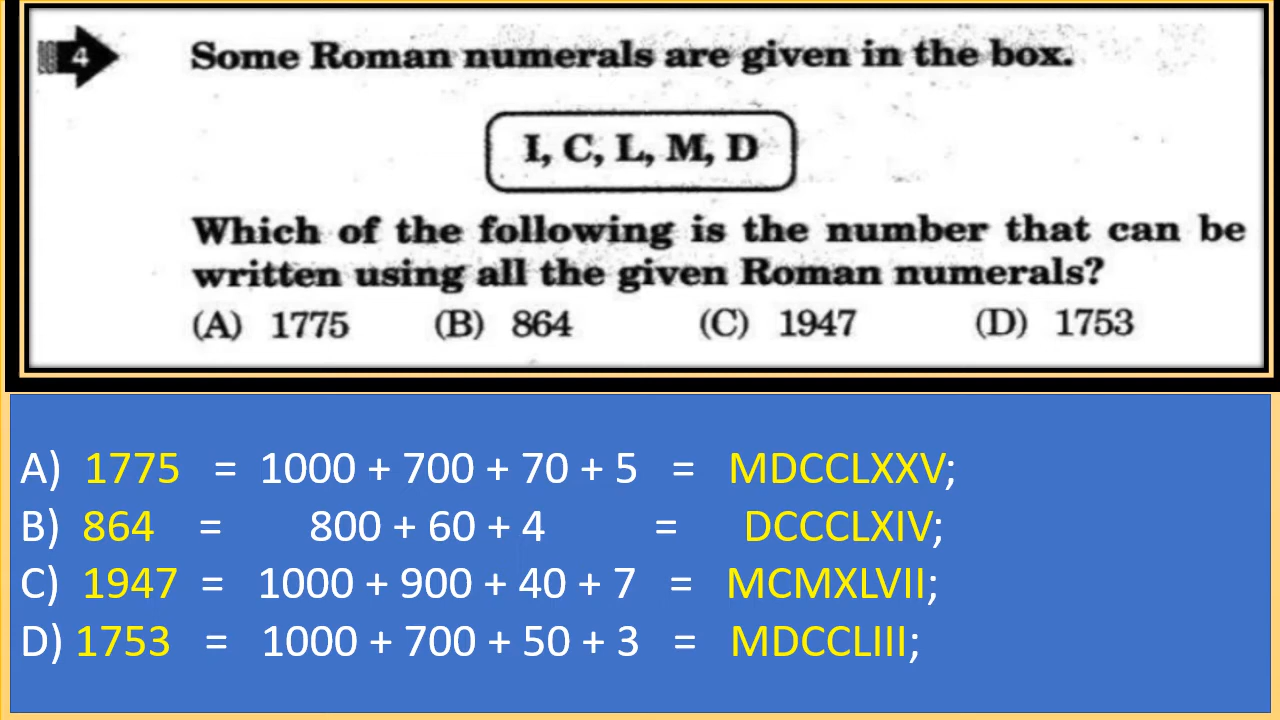 4 Some Roman numerals are given in the box.
I, C, L, M, D
Which of the following is the number that can be
written using all the given Roman numerals?
(A) 1775 (B) 864 (C) 1947 (D) 1753
A) 1775 = 1000 + 700 + 70 + 5 = MDCCLXXV;
B) 864 = 800 + 60 + 4 = DCCCLXIV;
C) 1947 = 1000 + 900 + 40 + 7 = MCMXLVII;
D) 1753 = 1000 + 700 + 50 + 3 = MDCCLIII;